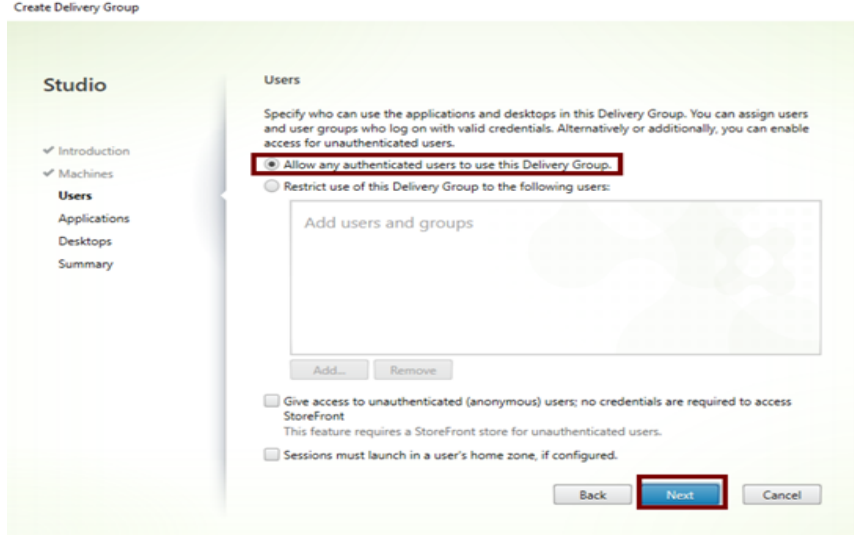 Create Delivery Group
Studio
Introduction
Machines
Users
Applications
Desktops
Summary
Users
Specify who can use the applications and desktops in this Delivery Group. You can assign users
and user groups who log on with valid credentials. Alternatively or additionally, you can enable
access for unauthenticated users.
Allow any authenticated users to use this Delivery Group.
Restrict use of this Delivery Group to the following users:
Add users and groups
Add...
Remove
Give access to unauthenticated (anonymous) users; no credentials are required to access
StoreFront
This feature requires a StoreFront store for unauthenticated users.
Sessions must launch in a user's home zone, if configured.
Back
Next
Cancel